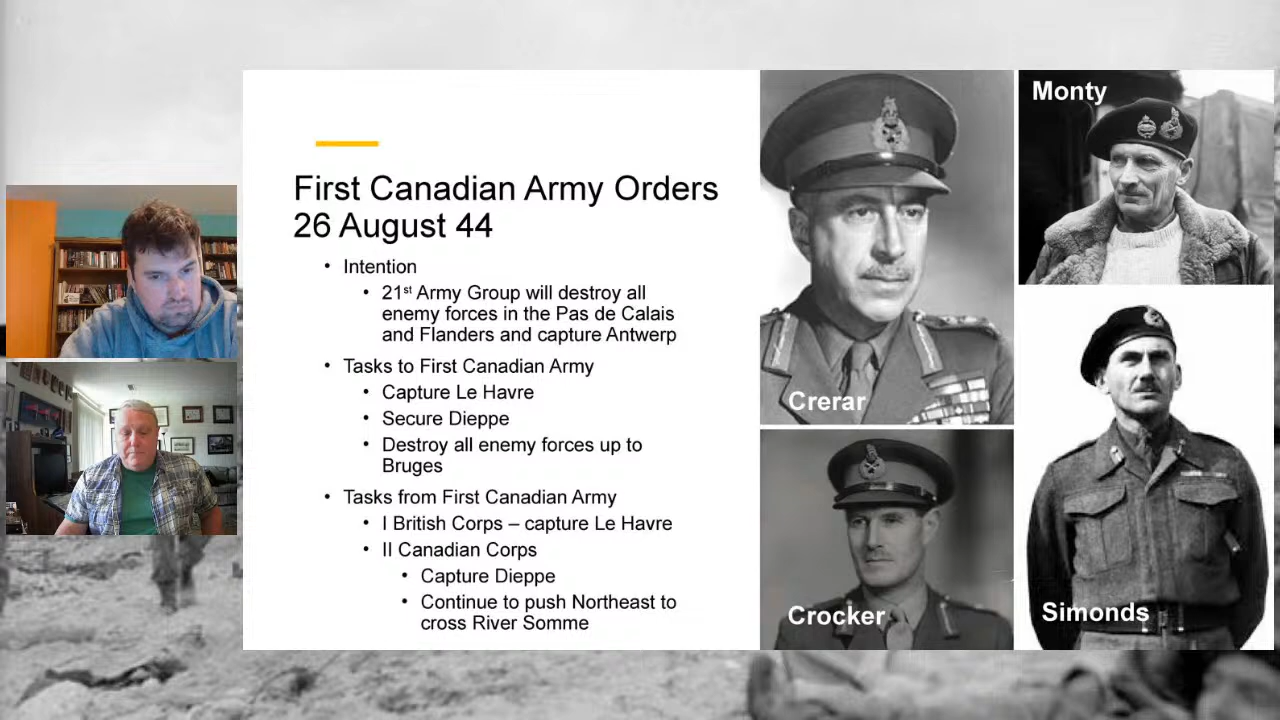 First Canadian Army Orders
26 August 44
• Intention
• 21st Army Group will destroy all
enemy forces in the Pas de Calais
and Flanders and capture Antwerp
• Tasks to First Canadian Army
• Capture Le Havre
• Secure Dieppe
• Destroy all enemy forces up to
Bruges
• Tasks from First Canadian Army
• I British Corps – capture Le Havre
• II Canadian Corps
• Capture Dieppe
• Continue to push Northeast to
cross River Somme
Crerar
Monty
Crocker
Simonds